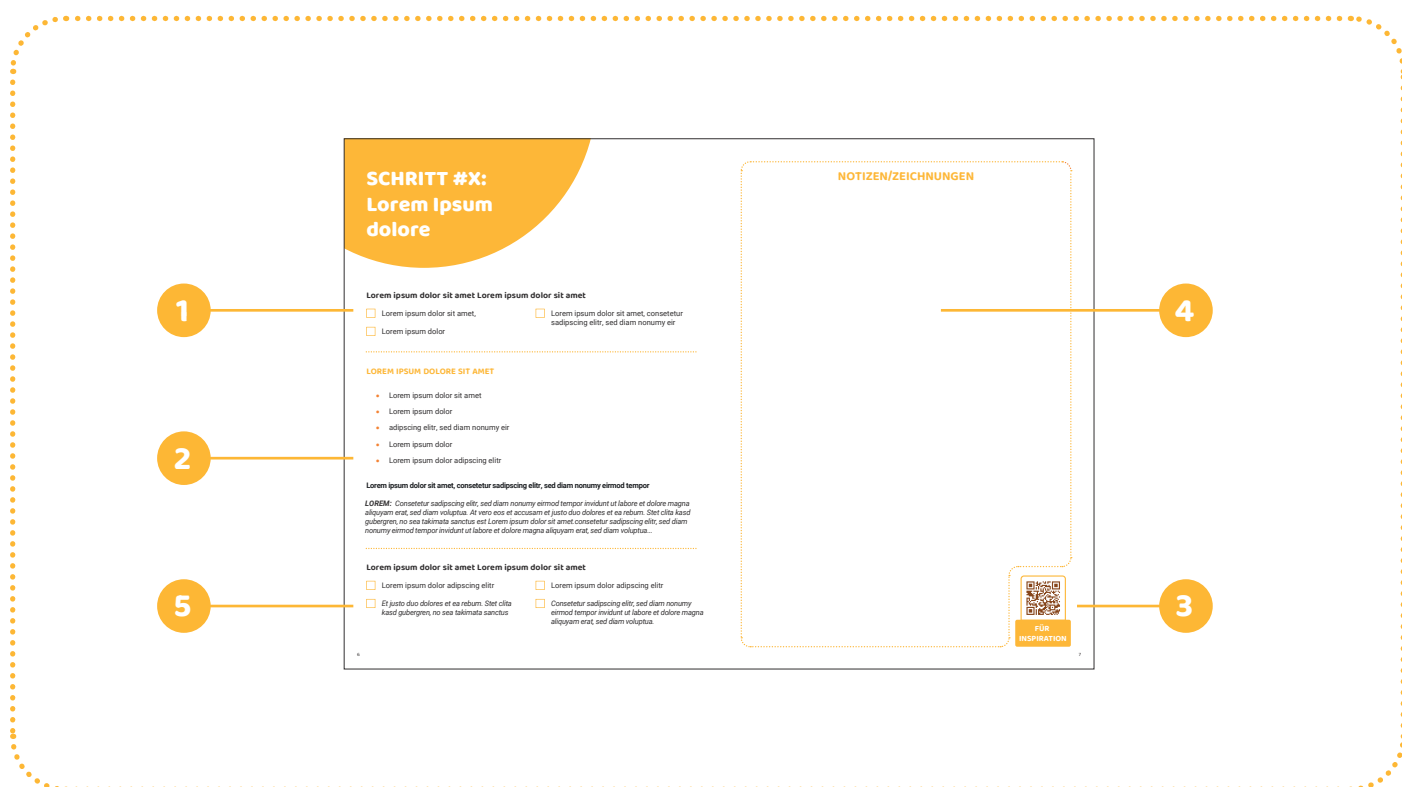 SCHRITT #X:
Lorem Ipsum
dolore
Lorem ipsum dolor sit amet Lorem ipsum dolor sit amet
Lorem ipsum dolor sit amet,
Lorem ipsum dolor
Lorem ipsum dolor sit amet, consetetur
sadipscing elitr, sed diam nonumy eir
LOREM IPSUM DOLORE SIT AMET
• Lorem ipsum dolor sit amet
• Lorem ipsum dolor
• adipscing elitr, sed diam nonumy eir
• Lorem ipsum dolor
• Lorem ipsum dolor adipscing elitr
Lorem ipsum dolor sit amet, consetetur sadipscing elitr, sed diam nonumy eirmod tempor
LOREM: Consetetur sadipscing elitr, sed diam nonumy eirmod tempor invidunt ut labore et dolore magna
aliquyam erat, sed diam voluptua. At vero eos et accusam et justo duo dolores et ea rebum. Stet clita kasd
gubergren, no sea takimata sanctus est Lorem ipsum dolor sit amet.consetetur sadipscing elitr, sed diam
nonumy eirmod tempor invidunt ut labore et dolore magna aliquyam erat, sed diam voluptua...
Lorem ipsum dolor sit amet Lorem ipsum dolor sit amet
Lorem ipsum dolor adipscing elitr
Et justo duo dolores et ea rebum. Stet clita
kasd gubergren, no sea takimata sanctus
Lorem ipsum dolor adipscing elitr
Consetetur sadipscing elitr, sed diam nonumy
eirmod tempor invidunt ut labore et dolore magna
aliquyam erat, sed diam voluptua.
6
NOTIZEN/ZEICHNUNGEN
FÜR
INSPIRATION
7
1
2
5
4
3